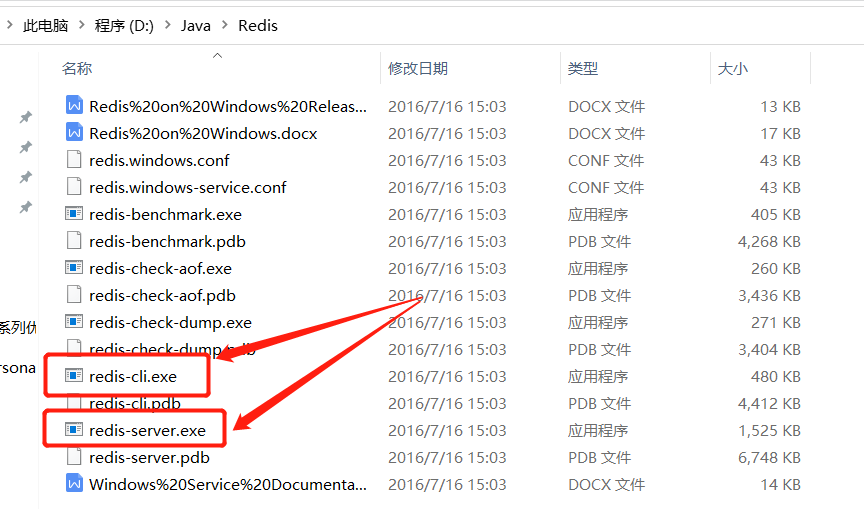 此电脑 > 程序 (D:) > Java > Redis
名称 修改日期 类型 大小
Redis%20on%20Windows%20Releas... 2016/7/16 15:03 DOCX 文件 13 KB
Redis%20on%20Windows.docx 2016/7/16 15:03 DOCX 文件 17 KB
redis.windows.conf 2016/7/16 15:03 CONF 文件 43 KB
redis.windows-service.conf 2016/7/16 15:03 CONF 文件 43 KB
redis-benchmark.exe 2016/7/16 15:03 应用程序 405 KB
redis-benchmark.pdb 2016/7/16 15:03 PDB 文件 4,268 KB
redis-check-aof.exe 2016/7/16 15:03 应用程序 260 KB
redis-check-aof.pdb 2016/7/16 15:03 PDB 文件 3,436 KB
系列优
redis-check-dump.exe 2016/7/16 15:03 应用程序 271 KB
redis-check-dump.pdb 2016/7/16 15:03 PDB 文件 3,404 KB
rsona
redis-cli.exe 2016/7/16 15:03 应用程序 480 KB
redis-cli.pdb 2016/7/16 15:03 PDB 文件 4,412 KB
redis-server.exe 2016/7/16 15:03 应用程序 1,525 KB
redis-server.pdb 2016/7/16 15:03 PDB 文件 6,748 KB
Windows%20Service%20Documenta... 2016/7/16 15:03 DOCX 文件 14 KB